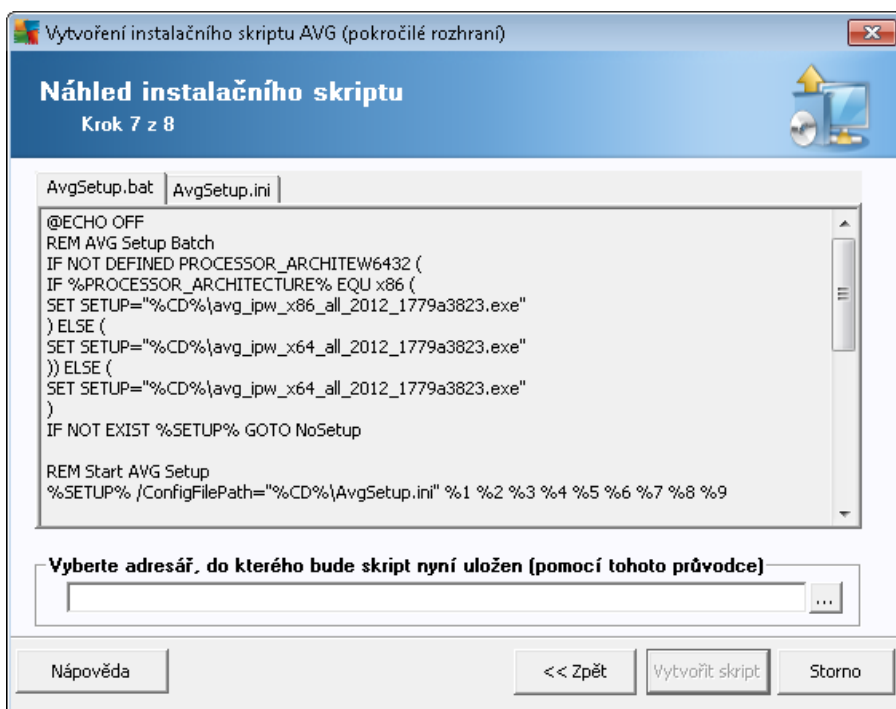 Vytvoření instalačního skriptu AVG (pokročilé rozhraní)
Náhled instalačního skriptu
Krok 7 z 8
AvgSetup.bat
AvgSetup.ini
@ECHO OFF
REM AVG Setup Batch
IF NOT DEFINED PROCESSOR_ARCHITEW6432 (
IF %PROCESSOR_ARCHITECTURE% EQU x86 (
SET SETUP="%CD%\avg_ipw_x86_all_2012_1779a3823.exe"
) ELSE (
SET SETUP="%CD%\avg_ipw_x64_all_2012_1779a3823.exe"
)) ELSE (
SET SETUP="%CD%\avg_ipw_x64_all_2012_1779a3823.exe"
)
IF NOT EXIST %SETUP% GOTO NoSetup
REM Start AVG Setup
%SETUP% /ConfigFilePath="%CD%\AvgSetup.ini" %1 %2 %3 %4 %5 %6 %7 %8 %9
Vyberte adresář, do kterého bude skript nyní uložen (pomocí tohoto průvodce)
...
Nápověda
<< Zpět
Vytvořit skript
Storno